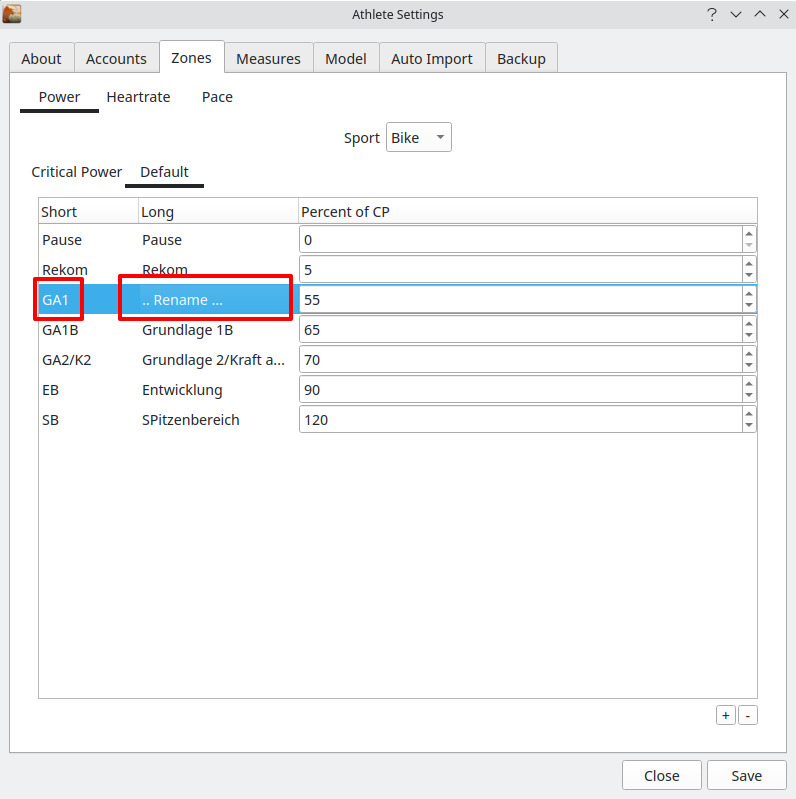 Athlete Settings
About Accounts Zones Measures Model Auto Import Backup
Power Heartrate Pace
Sport Bike
Critical Power Default
Short Long Percent of CP
Pause Pause 0
Rekom Rekom 5
GA1 .. Rename ... 55
GA1B Grundlage 1B 65
GA2/K2 Grundlage 2/Kraft a... 70
EB Entwicklung 90
SB SPitzenbereich 120
+ -
Close Save